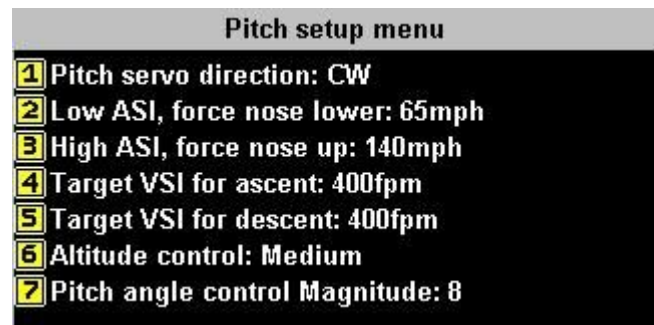 Pitch setup menu
1 Pitch servo direction: CW
2 Low ASI, force nose lower: 65mph
3 High ASI, force nose up: 140mph
4 Target VSI for ascent: 400fpm
5 Target VSI for descent: 400fpm
6 Altitude control: Medium
7 Pitch angle control Magnitude: 8